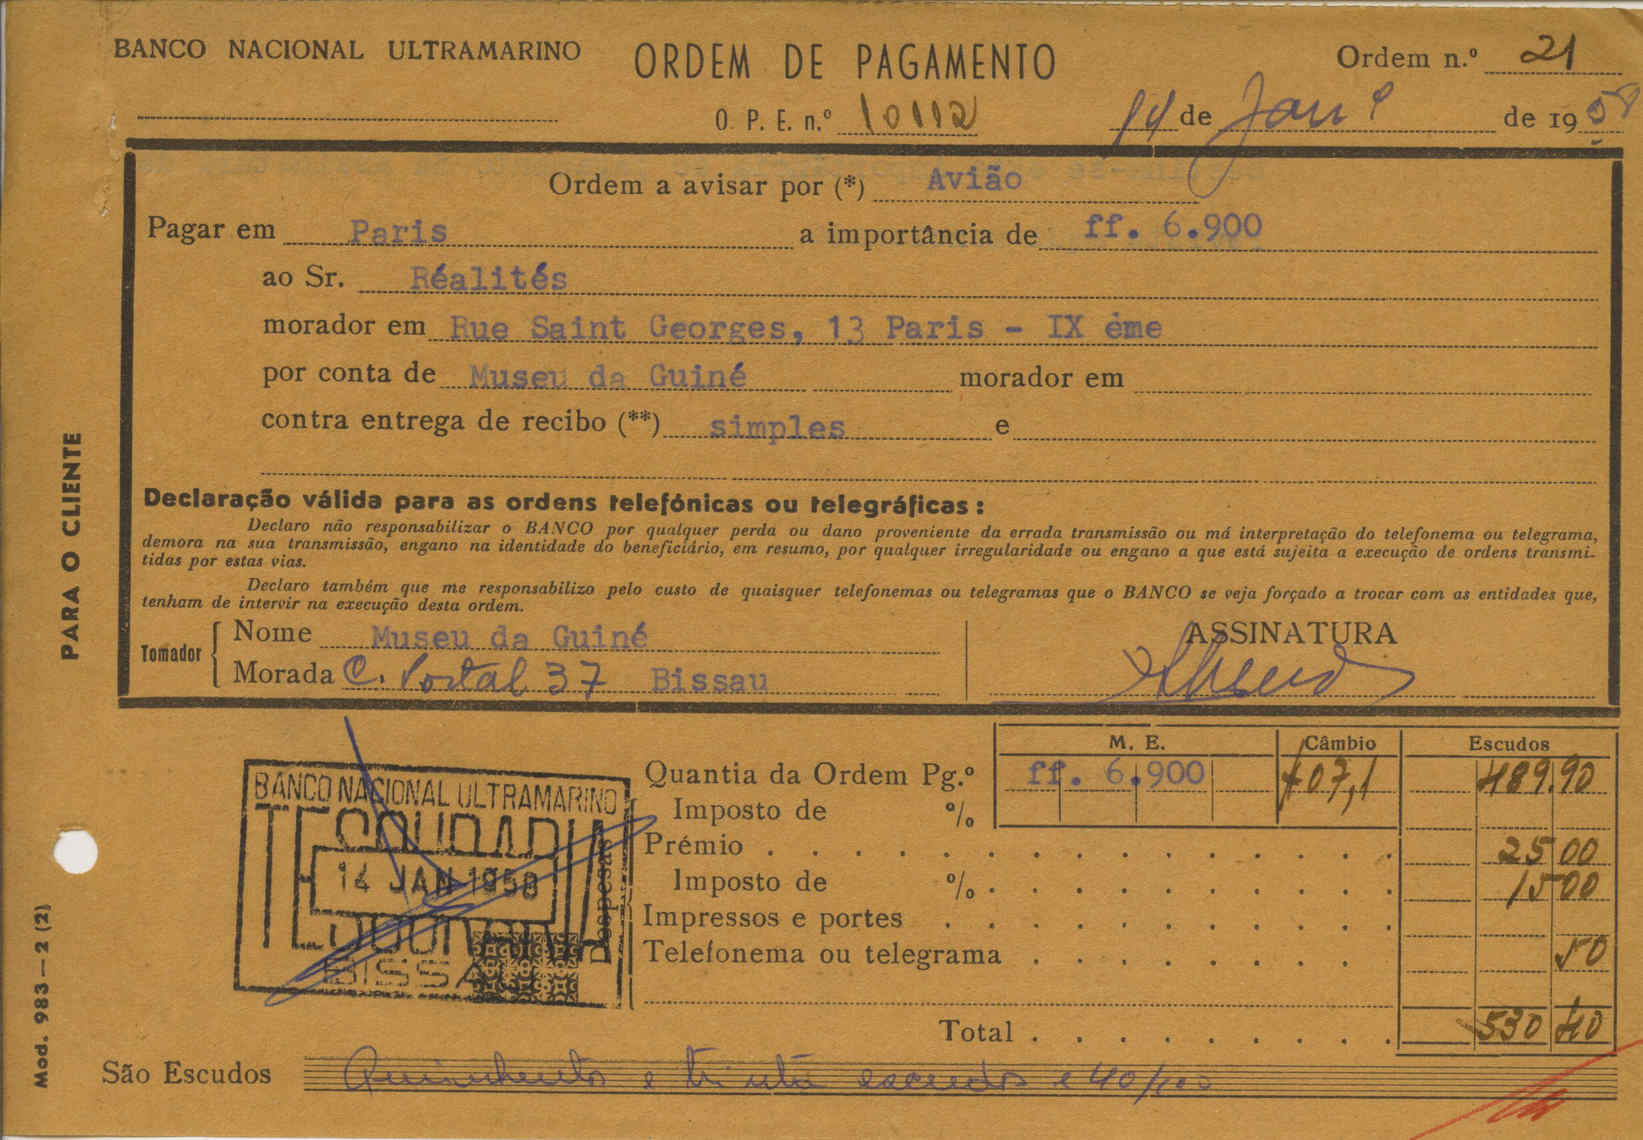 BANCO NACIONAL ULTRAMARINO ORDEM DE PAGAMENTO Ordem n.º 21
O. P. E. n.º 10112 14 de Janº de 1958
Ordem a avisar por (*) Avião
Pagar em Paris a importância de ff. 6.900
ao Sr. Réalités
morador em Rue Saint Georges, 13 Paris - IX ème
por conta de Museu da Guiné morador em
contra entrega de recibo (**) simples e
Declaração válida para as ordens telefónicas ou telegráficas :
Declaro não responsabilizar o BANCO por qualquer perda ou dano proveniente da errada transmissão ou má interpretação do telefonema ou telegrama,
demora na sua transmissão, engano na identidade do beneficiário, em resumo, por qualquer irregularidade ou engano a que está sujeita a execução de ordens transmi-
tidas por estas vias.
Declaro também que me responsabilizo pelo custo de quaisquer telefonemas ou telegramas que o BANCO se veja forçado a trocar com as entidades que,
tenham de intervir na execução desta ordem.
Tomador
Nome Museu da Guiné
Morada C. Postal 37 Bissau
ASSINATURA
PARA O CLIENTE
Mod. 983—2 (2)
BANCO NACIONAL ULTRAMARINO
TESOURARIA
14 JAN 1958
TESOURARIA
Despesas
M. E. Câmbio Escudos
Quantia da Ordem Pg.º ff. 6.900 407,1 489.90
Imposto de %
Prémio 25 00
Imposto de % 15 00
Impressos e portes
Telefonema ou telegrama 50
Total 530 40
São Escudos Quinhentos e trinta escudos e 40/100